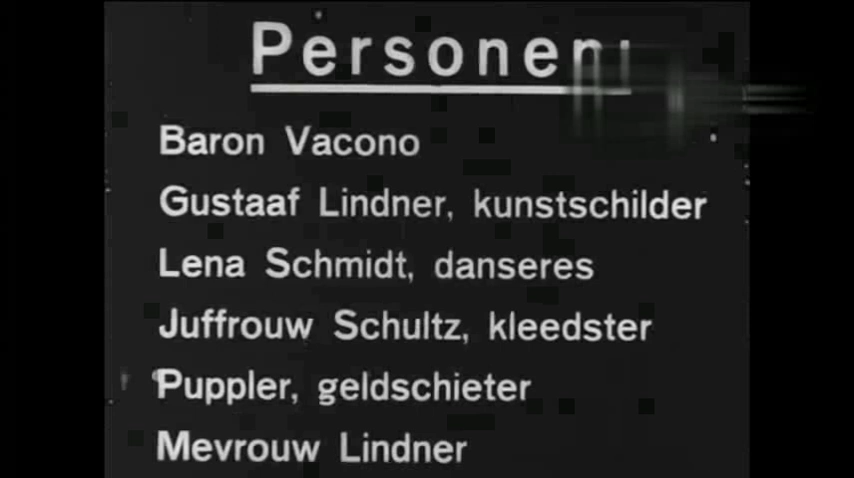 Personen:
Baron Vacono
Gustaaf Lindner, kunstschilder
Lena Schmidt, danseres
Juffrouw Schultz, kleedster
Puppler, geldschieter
Mevrouw Lindner